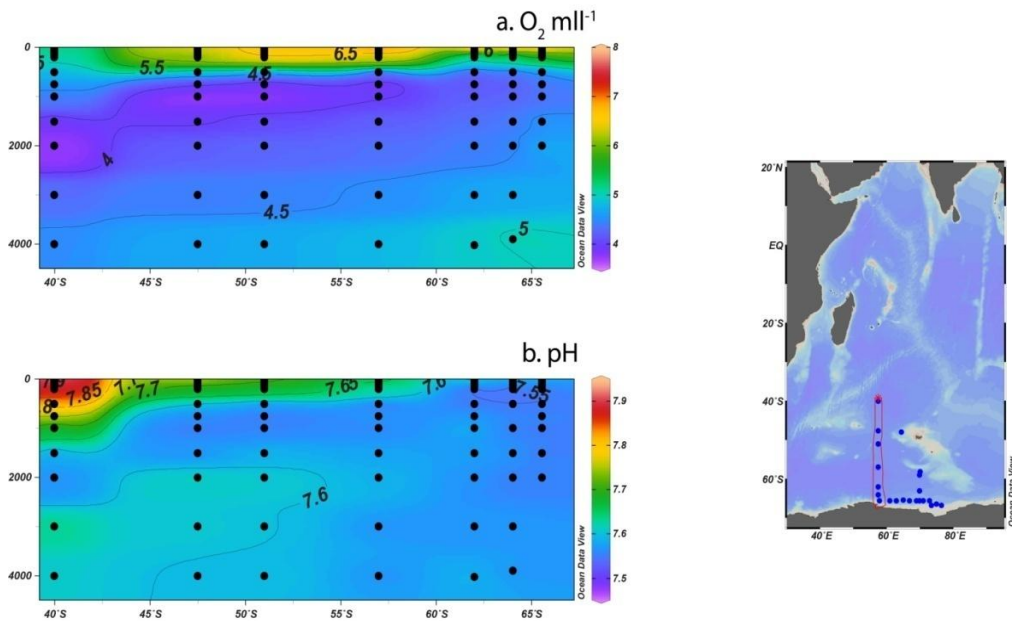 a. O₂ mll⁻¹
0
2000
4000
5
5.5
4.5
6.5
6
4
4.5
5
40˚S
45˚S
50˚S
55˚S
60˚S
65˚S
8
7
6
5
4
Ocean Data View
b. pH
0
2000
4000
7.85
7.7
7.65
7.6
7.6
40˚S
45˚S
50˚S
55˚S
60˚S
65˚S
7.9
7.8
7.7
7.6
7.5
Ocean Data View
20˚N
EQ
20˚S
40˚S
60˚S
40˚E
60˚E
80˚E
Ocean Data View